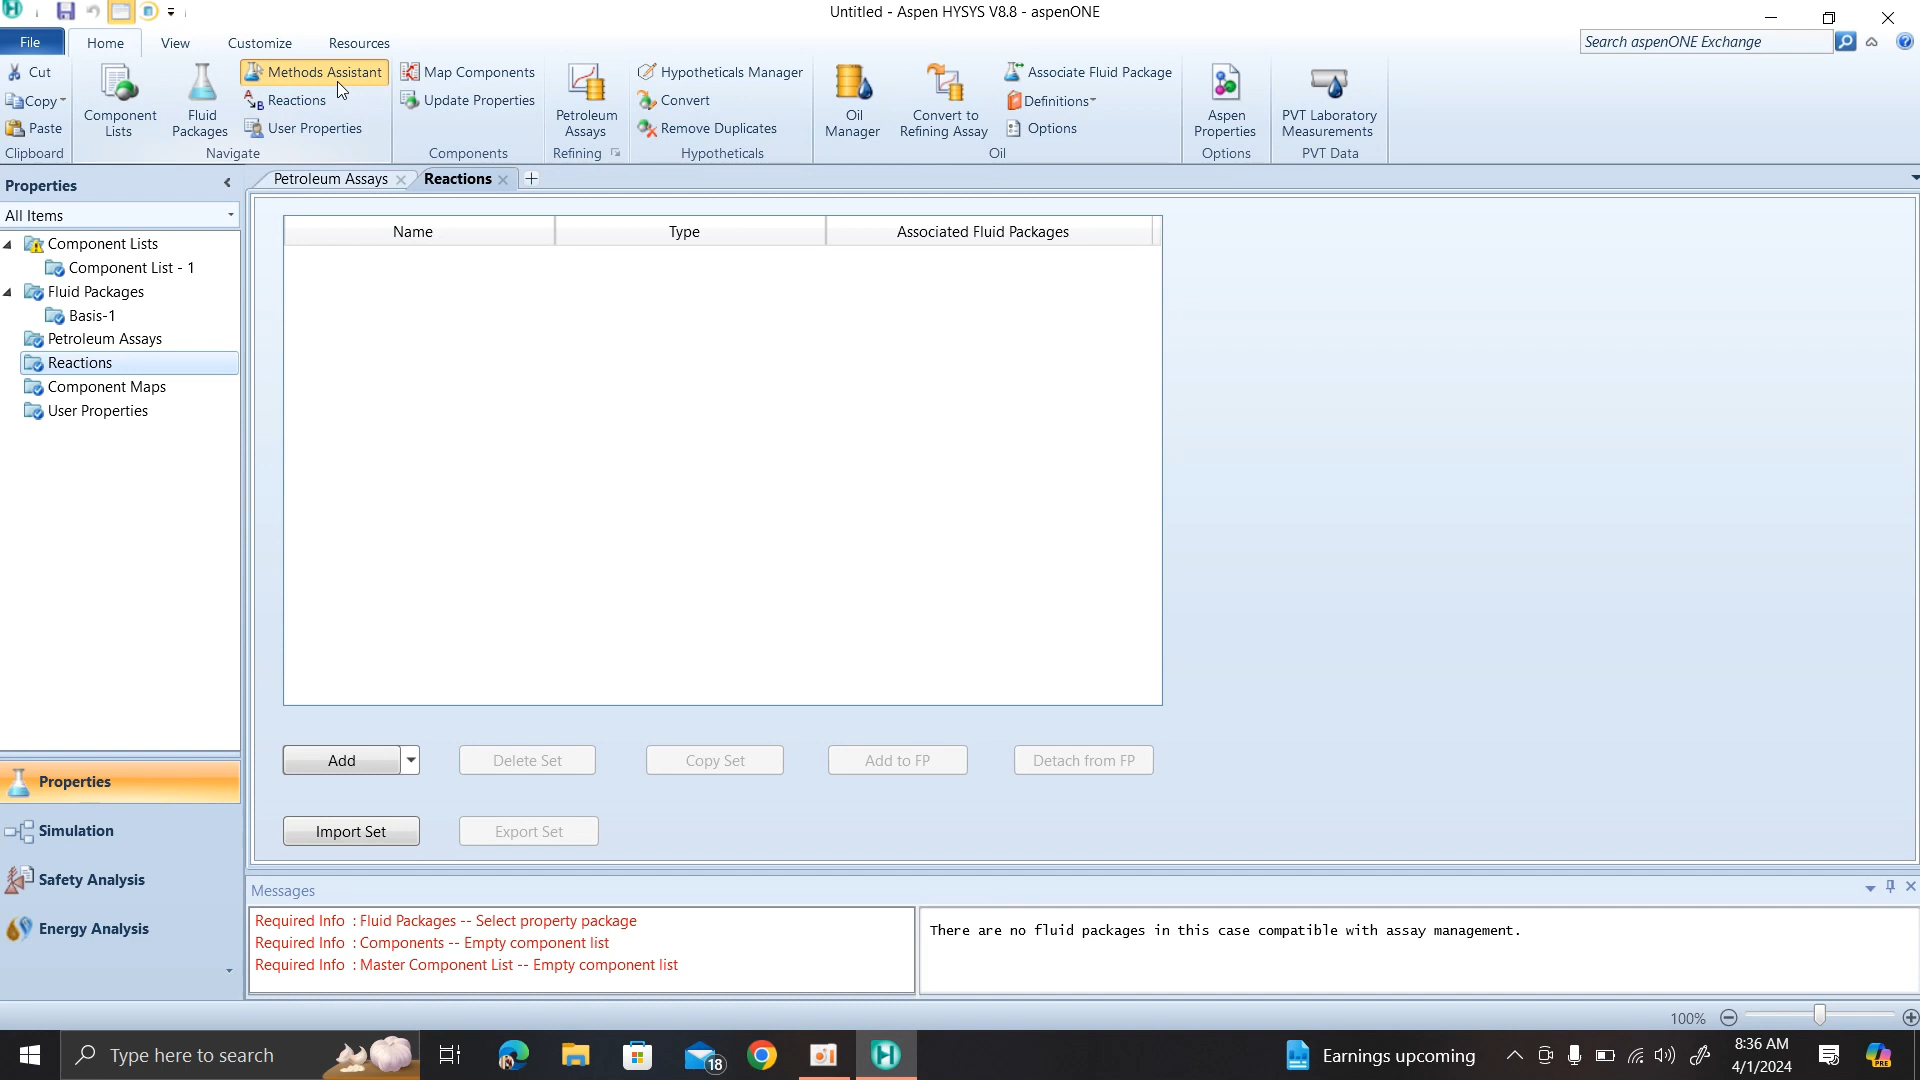 Untitled - Aspen HYSYS V8.8 - aspenONE
File Home View Customize Resources
Search aspenONE Exchange
Cut
Copy
Paste
Clipboard
Component Lists
Fluid Packages
Methods Assistant
Reactions
User Properties
Navigate
Map Components
Update Properties
Components
Petroleum Assays
Refining
Hypotheticals Manager
Convert
Remove Duplicates
Hypotheticals
Oil Manager
Convert to Refining Assay
Associate Fluid Package
Definitions
Options
Oil
Aspen Properties
Options
PVT Laboratory Measurements
PVT Data
Properties
All Items
Component Lists
Component List - 1
Fluid Packages
Basis-1
Petroleum Assays
Reactions
Component Maps
User Properties
Properties
Simulation
Safety Analysis
Energy Analysis
Petroleum Assays Reactions
Name Type Associated Fluid Packages
Add Delete Set Copy Set Add to FP Detach from FP
Import Set Export Set
Messages
Required Info : Fluid Packages -- Select property package
Required Info : Components -- Empty component list
Required Info : Master Component List -- Empty component list
There are no fluid packages in this case compatible with assay management.
100%
Type here to search
18
Earnings upcoming
8:36 AM
4/1/2024
PRE